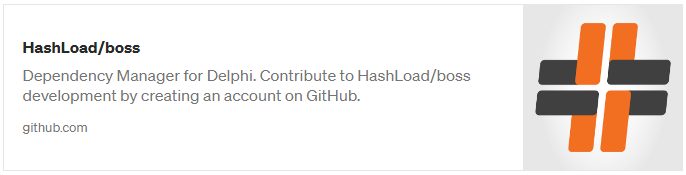 HashLoad/boss
Dependency Manager for Delphi. Contribute to HashLoad/boss
development by creating an account on GitHub.
github.com